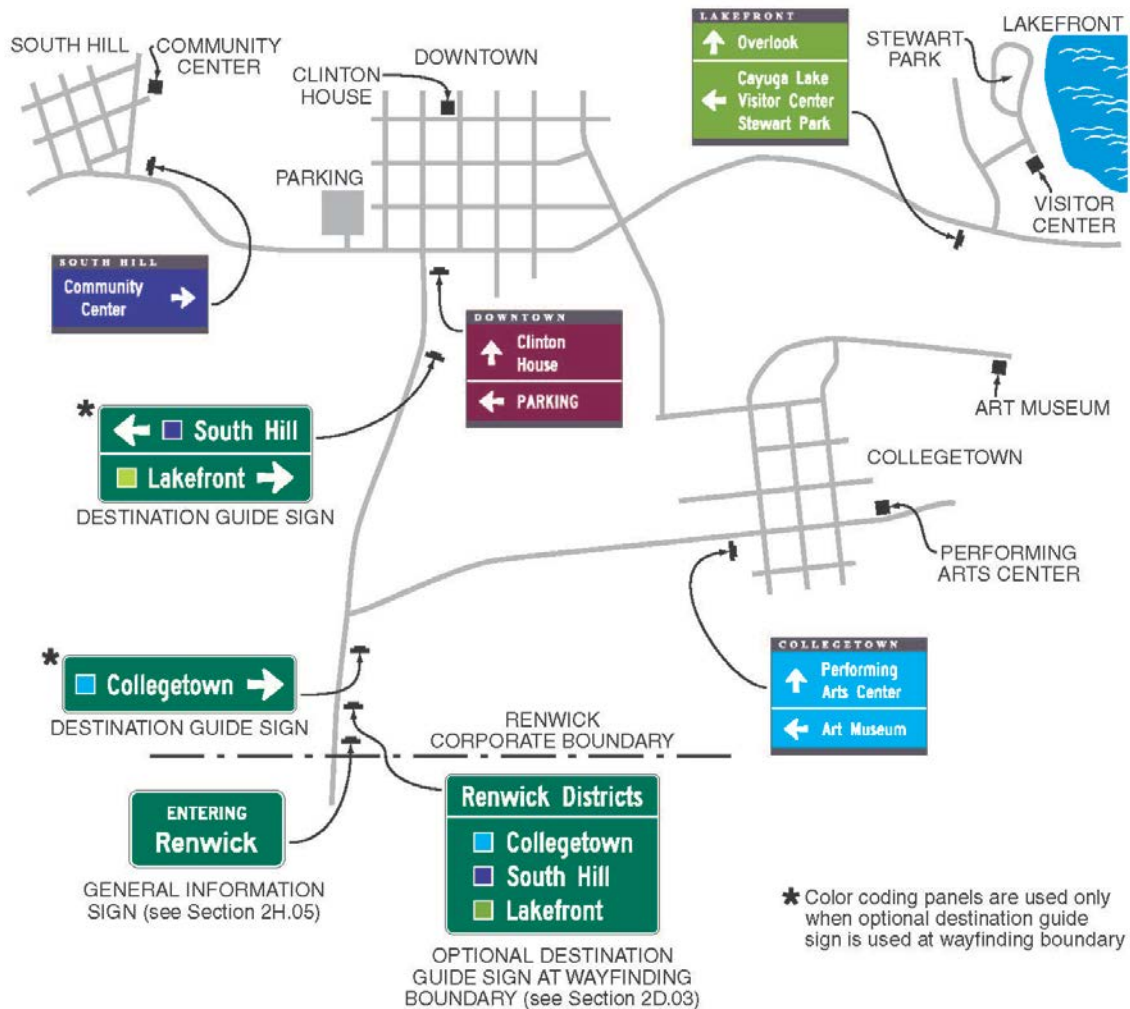 SOUTH HILL
COMMUNITY
CENTER
CLINTON
HOUSE
DOWNTOWN
LAKEFRONT
Overlook
Cayuga Lake
Visitor Center
Stewart Park
STEWART
PARK
LAKEFRONT
PARKING
VISITOR
CENTER
SOUTH HILL
Community
Center
DOWNTOWN
Clinton
House
PARKING
ART MUSEUM
*
South Hill
Lakefront
DESTINATION GUIDE SIGN
COLLEGETOWN
PERFORMING
ARTS CENTER
*
Collegetown
DESTINATION GUIDE SIGN
COLLEGETOWN
Performing
Arts Center
Art Museum
RENWICK
CORPORATE BOUNDARY
ENTERING
Renwick
GENERAL INFORMATION
SIGN (see Section 2H.05)
Renwick Districts
Collegetown
South Hill
Lakefront
OPTIONAL DESTINATION
GUIDE SIGN AT WAYFINDING
BOUNDARY (see Section 2D.03)
* Color coding panels are used only
when optional destination guide
sign is used at wayfinding boundary